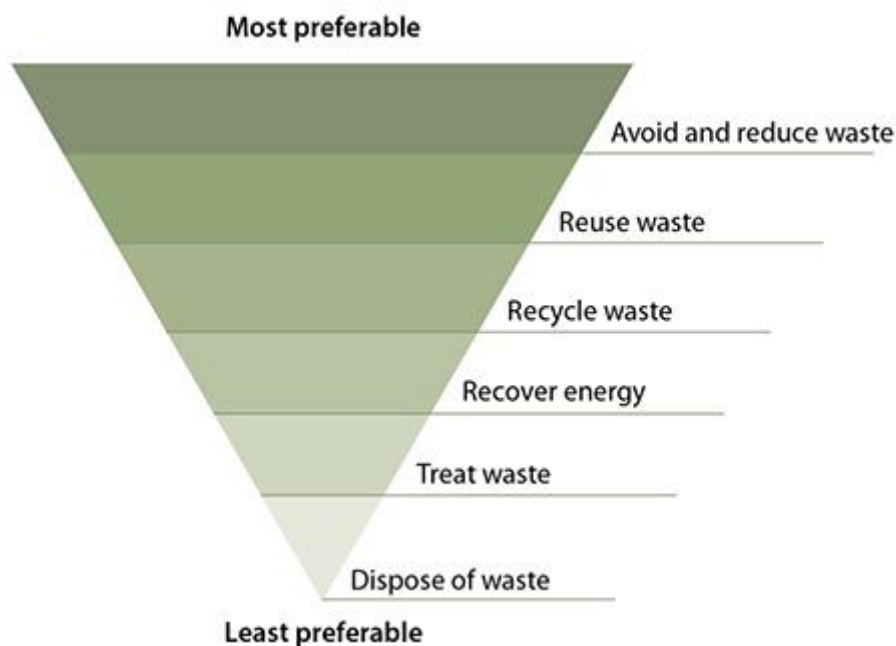 Most preferable
Avoid and reduce waste
Reuse waste
Recycle waste
Recover energy
Treat waste
Dispose of waste
Least preferable